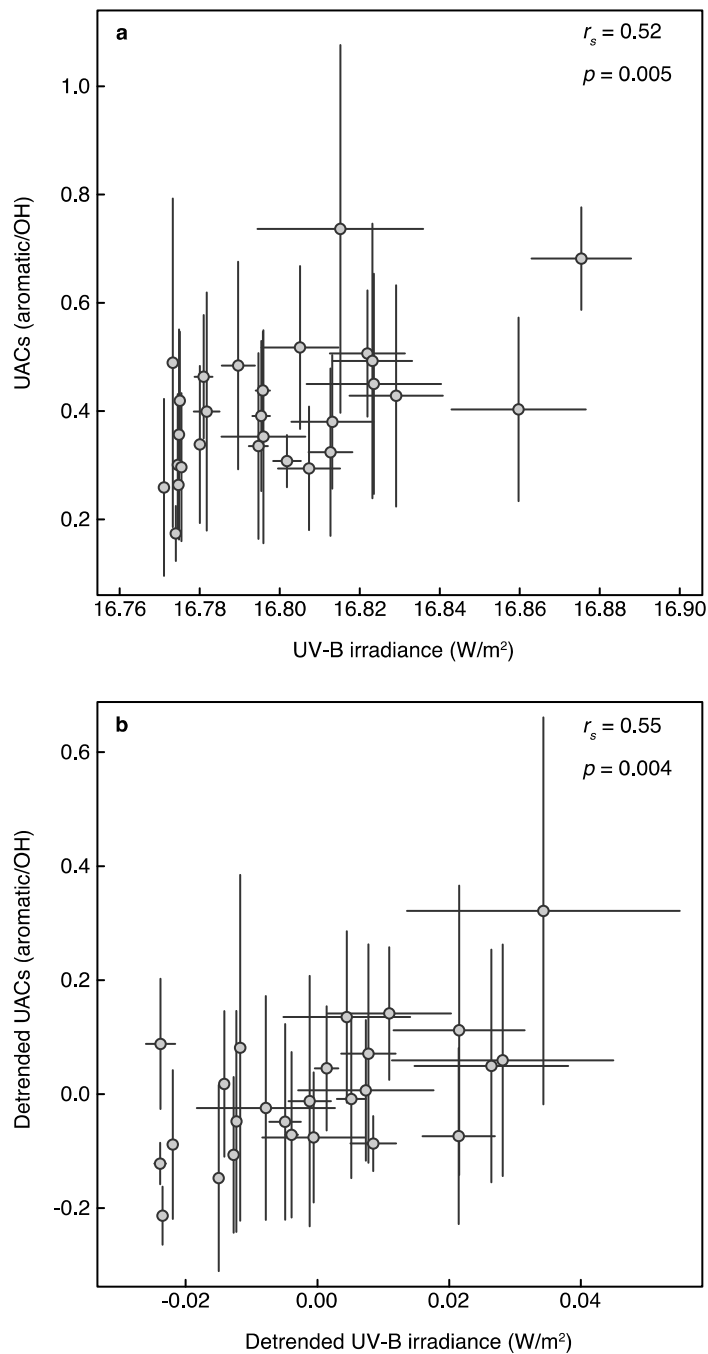 a
r_s = 0.52
p = 0.005
1.0
0.8
0.6
0.4
0.2
UACs (aromatic/OH)
16.76 16.78 16.80 16.82 16.84 16.86 16.88 16.90
UV-B irradiance (W/m²)
b
r_s = 0.55
p = 0.004
0.6
0.4
0.2
0.0
-0.2
Detrended UACs (aromatic/OH)
-0.02 0.00 0.02 0.04
Detrended UV-B irradiance (W/m²)